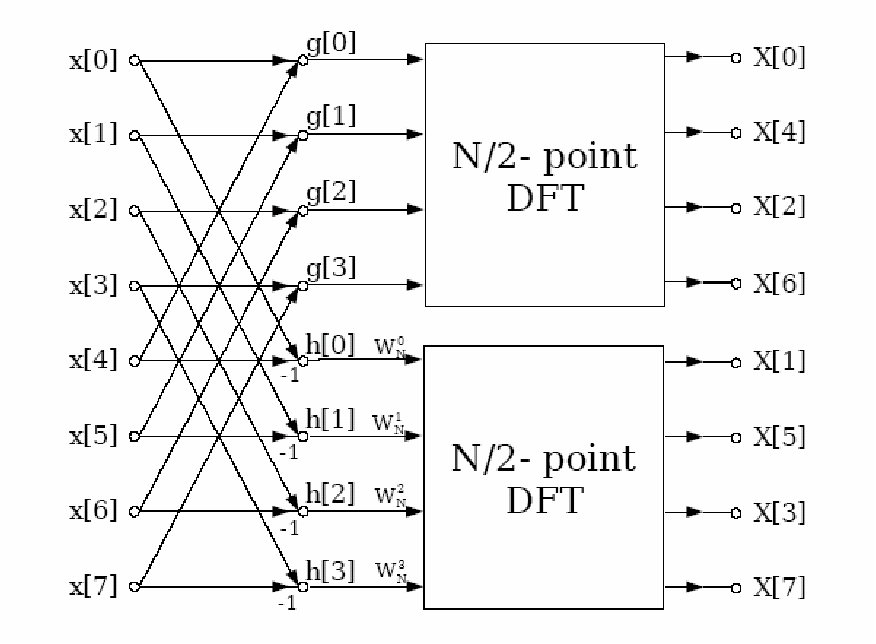 x[0] g[0] X[0]
x[1] g[1] X[4]
N/2- point
DFT
x[2] g[2] X[2]
x[3] g[3] X[6]
x[4] -1 h[0] W_N^0 X[1]
x[5] -1 h[1] W_N^1 X[5]
N/2- point
DFT
x[6] -1 h[2] W_N^2 X[3]
x[7] -1 h[3] W_N^3 X[7]